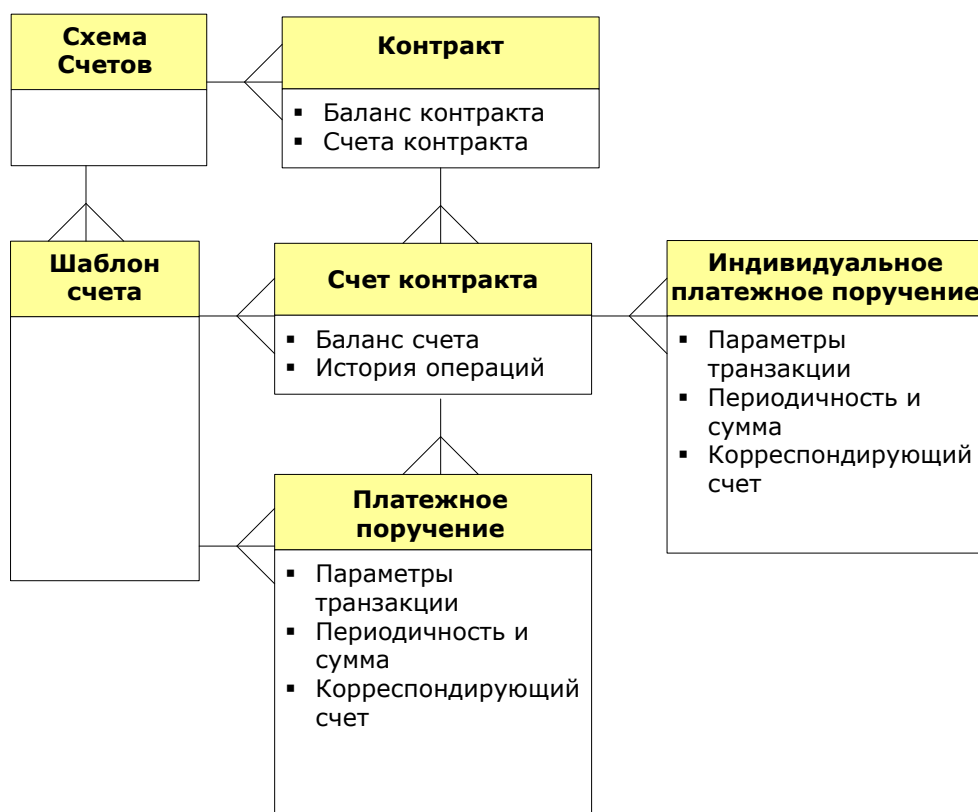 Схема
Счетов
Контракт
▪ Баланс контракта
▪ Счета контракта
Шаблон
счета
Счет контракта
▪ Баланс счета
▪ История операций
Индивидуальное
платежное поручение
▪ Параметры
транзакции
▪ Периодичность и
сумма
▪ Корреспондирующий
счет
Платежное
поручение
▪ Параметры
транзакции
▪ Периодичность и
сумма
▪ Корреспондирующий
счет